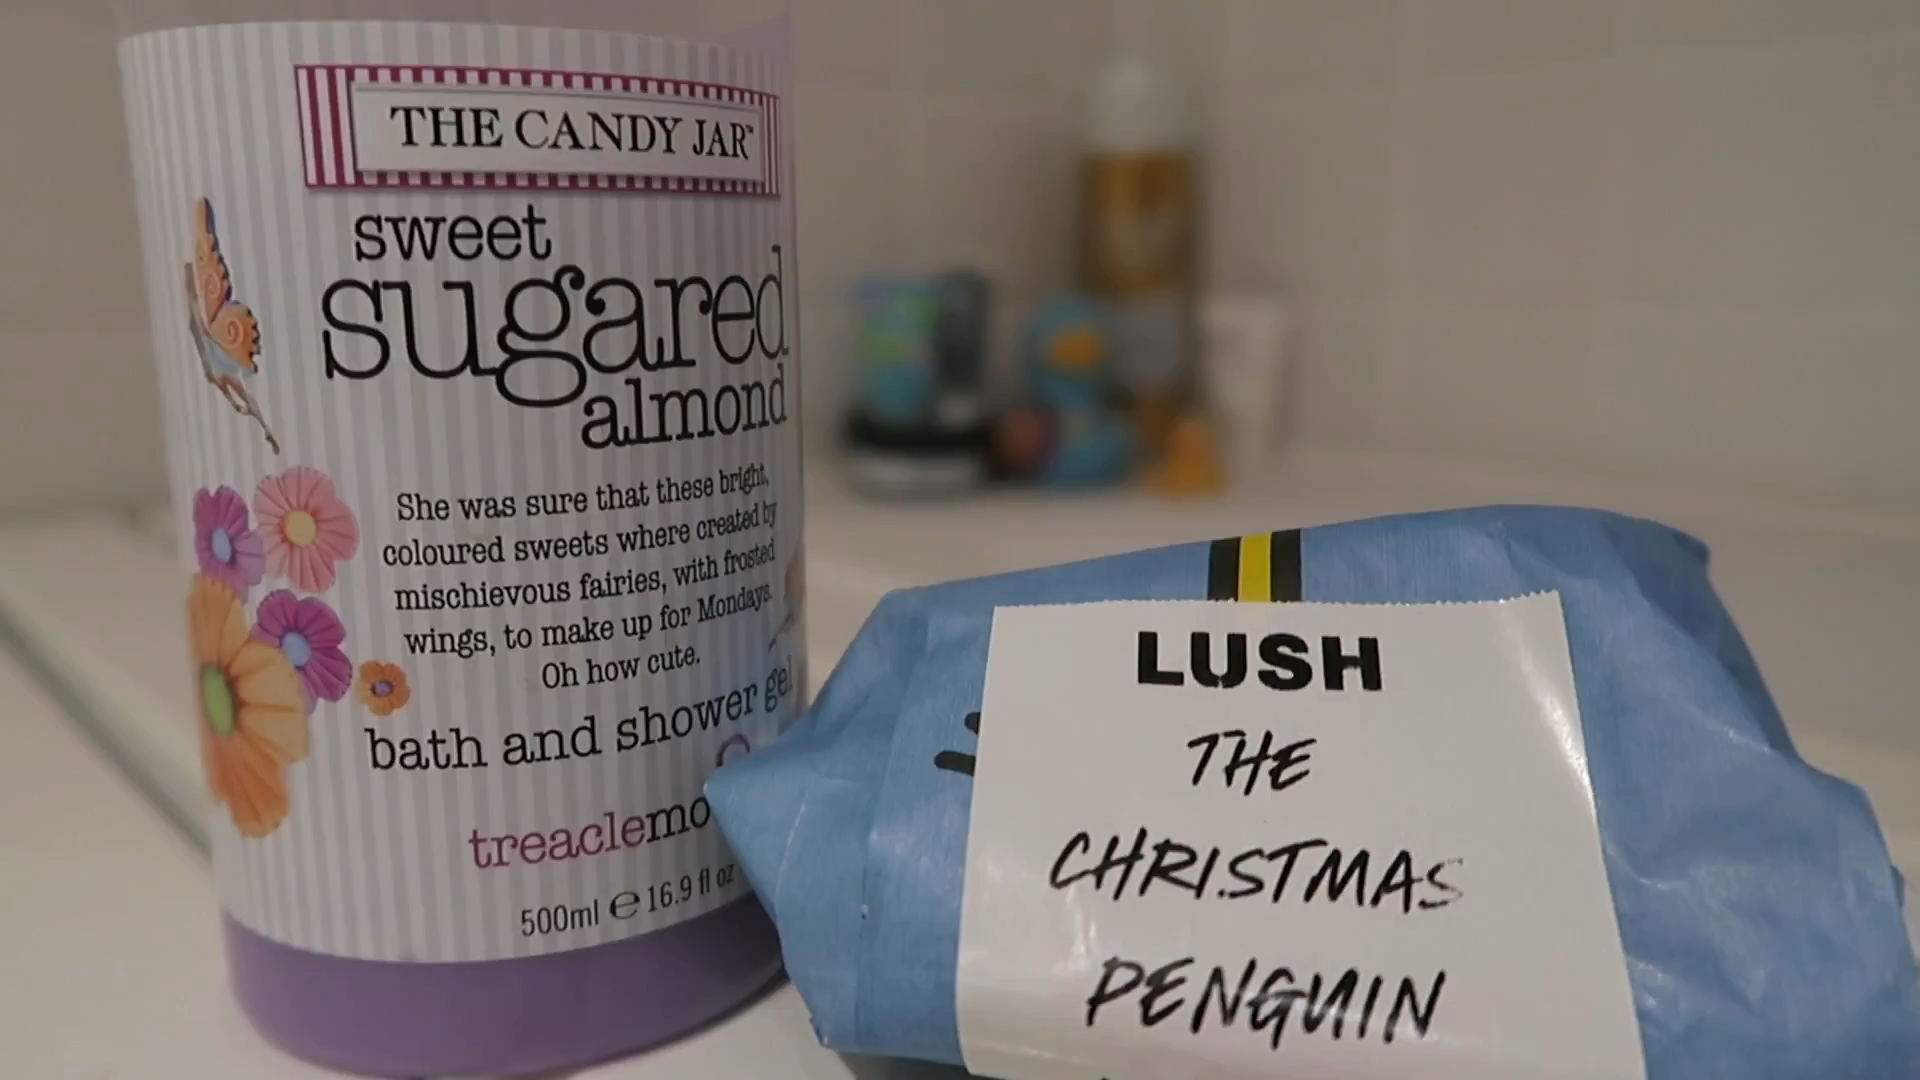 THE CANDY JAR™
sweet
sugared
almond
She was sure that these bright,
coloured sweets where created by
mischievous fairies, with frosted
wings, to make up for Mondays.
Oh how cute.
bath and shower gel
treaclemo
500ml ℮ 16.9 fl oz
LUSH
THE
CHRISTMAS
PENGUIN